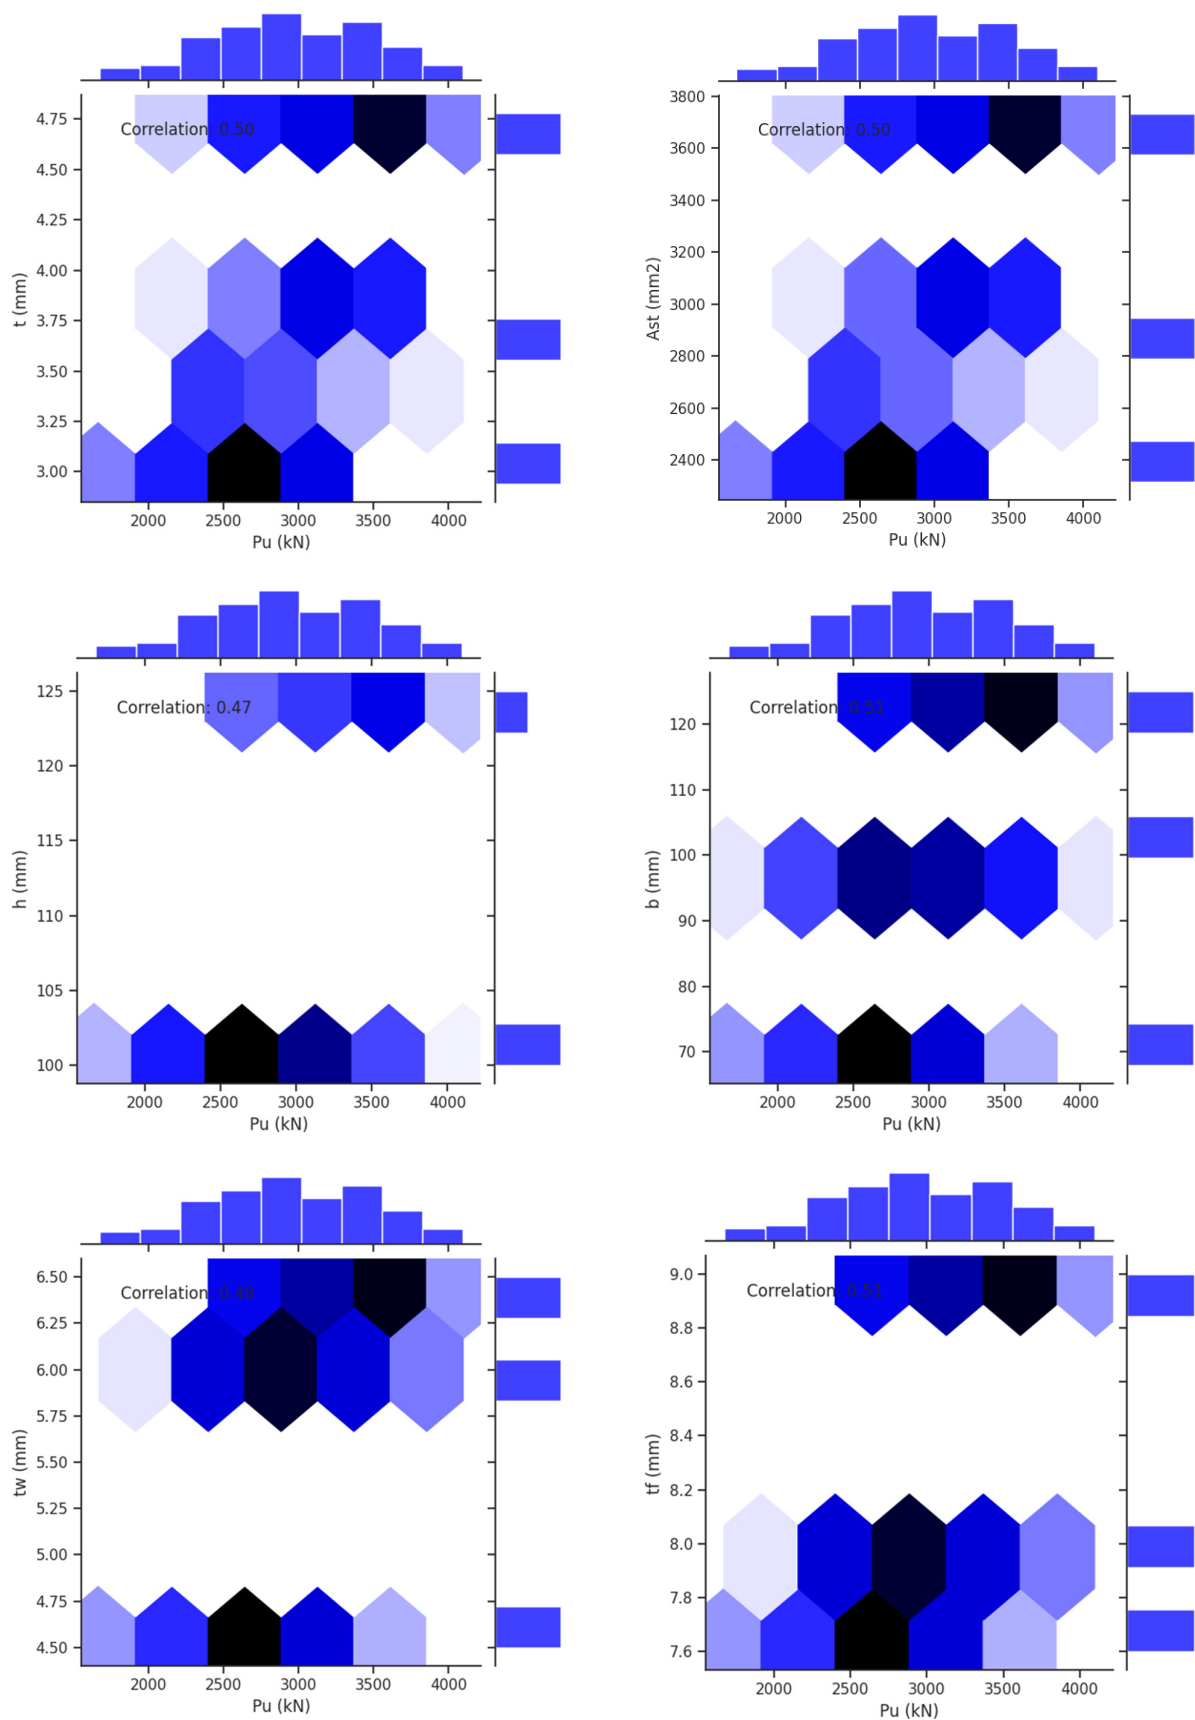 4.75
4.50
4.25
4.00
3.75
3.50
3.25
3.00
t (mm)
Correlation: 0.50
2000 2500 3000 3500 4000
Pu (kN)
3800
3600
3400
3200
3000
2800
2600
2400
Ast (mm2)
Correlation: 0.50
2000 2500 3000 3500 4000
Pu (kN)
125
120
115
110
105
100
h (mm)
Correlation: 0.47
2000 2500 3000 3500 4000
Pu (kN)
120
110
100
90
80
70
b (mm)
Correlation: 0.51
2000 2500 3000 3500 4000
Pu (kN)
6.50
6.25
6.00
5.75
5.50
5.25
5.00
4.75
4.50
tw (mm)
Correlation: 0.48
2000 2500 3000 3500 4000
Pu (kN)
9.0
8.8
8.6
8.4
8.2
8.0
7.8
7.6
tf (mm)
Correlation: 0.51
2000 2500 3000 3500 4000
Pu (kN)